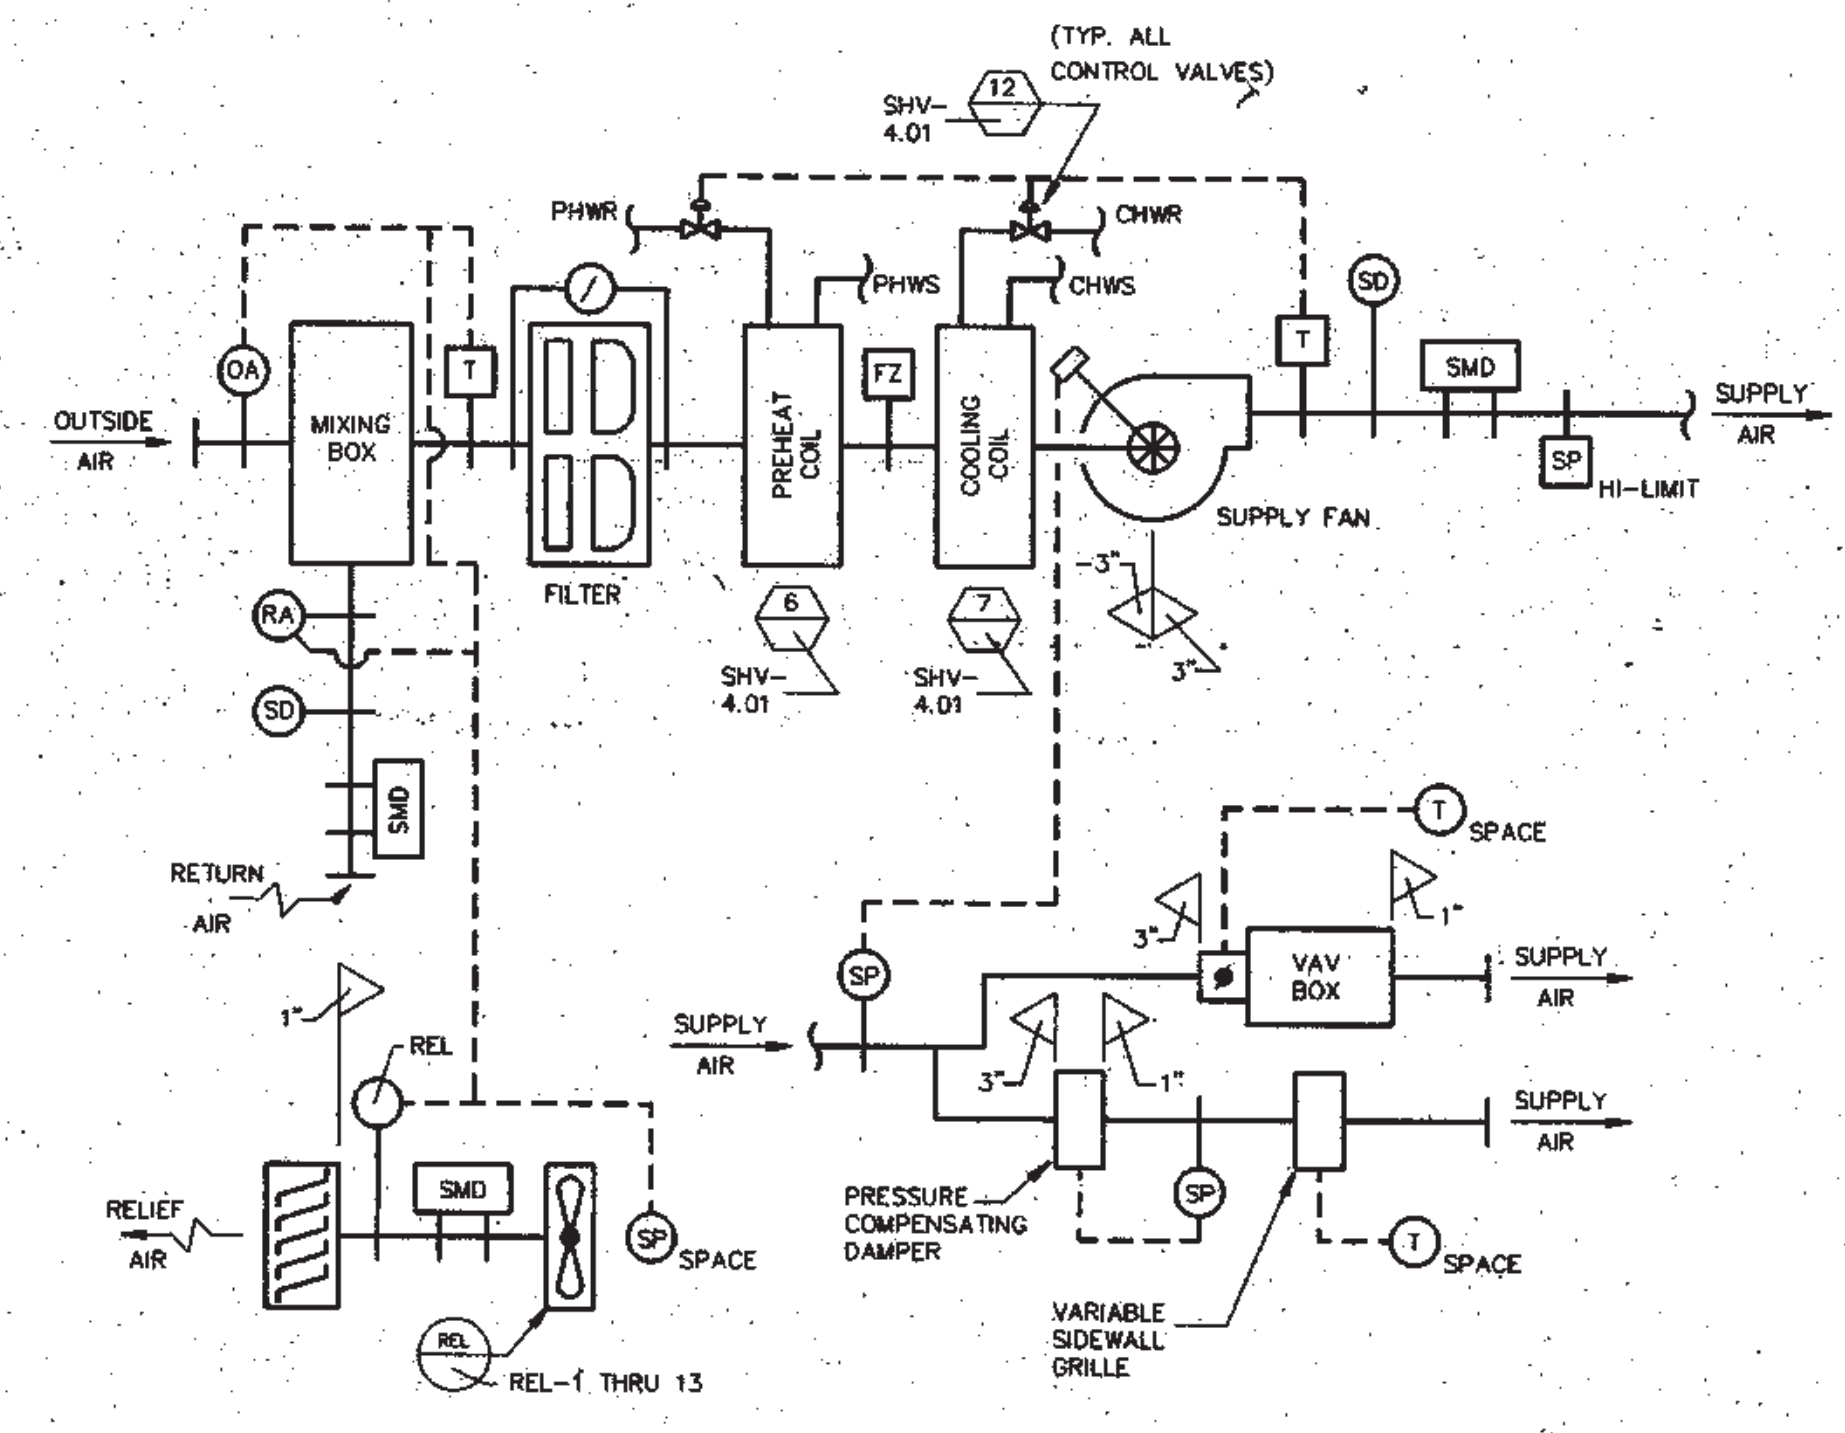 (TYP. ALL
CONTROL VALVES)
12
SHV-
4.01
PHWR
CHWR
PHWS
CHWS
SD
OA
T
FZ
T
SMD
OUTSIDE
AIR
MIXING
BOX
PREHEAT
COIL
COOLING
COIL
SUPPLY
AIR
SP
HI-LIMIT
SUPPLY FAN
FILTER
-3"
3"
6
SHV-
4.01
7
SHV-
4.01
RA
SD
SMD
RETURN
AIR
T
SPACE
3"
1"
VAV
BOX
SUPPLY
AIR
SP
SUPPLY
AIR
3"
1"
1"
REL
SMD
RELIEF
AIR
SP
SPACE
PRESSURE
COMPENSATING
DAMPER
SP
SUPPLY
AIR
T
SPACE
VARIABLE
SIDEWALL
GRILLE
REL
REL-1 THRU 13